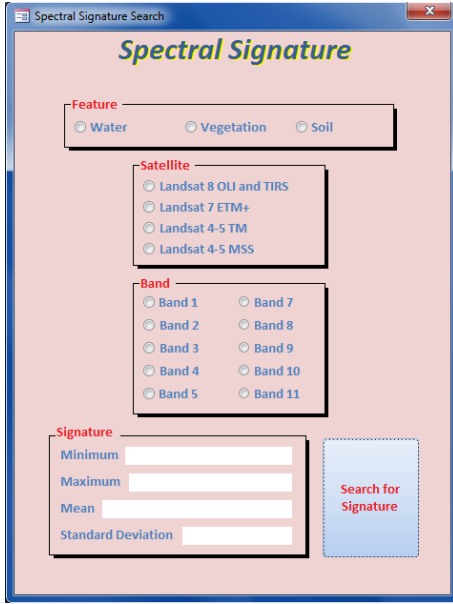 Spectral Signature Search
Spectral Signature
Feature
Water Vegetation Soil
Satellite
Landsat 8 OLI and TIRS
Landsat 7 ETM+
Landsat 4-5 TM
Landsat 4-5 MSS
Band
Band 1 Band 7
Band 2 Band 8
Band 3 Band 9
Band 4 Band 10
Band 5 Band 11
Signature
Minimum
Maximum
Mean
Standard Deviation
Search for
Signature